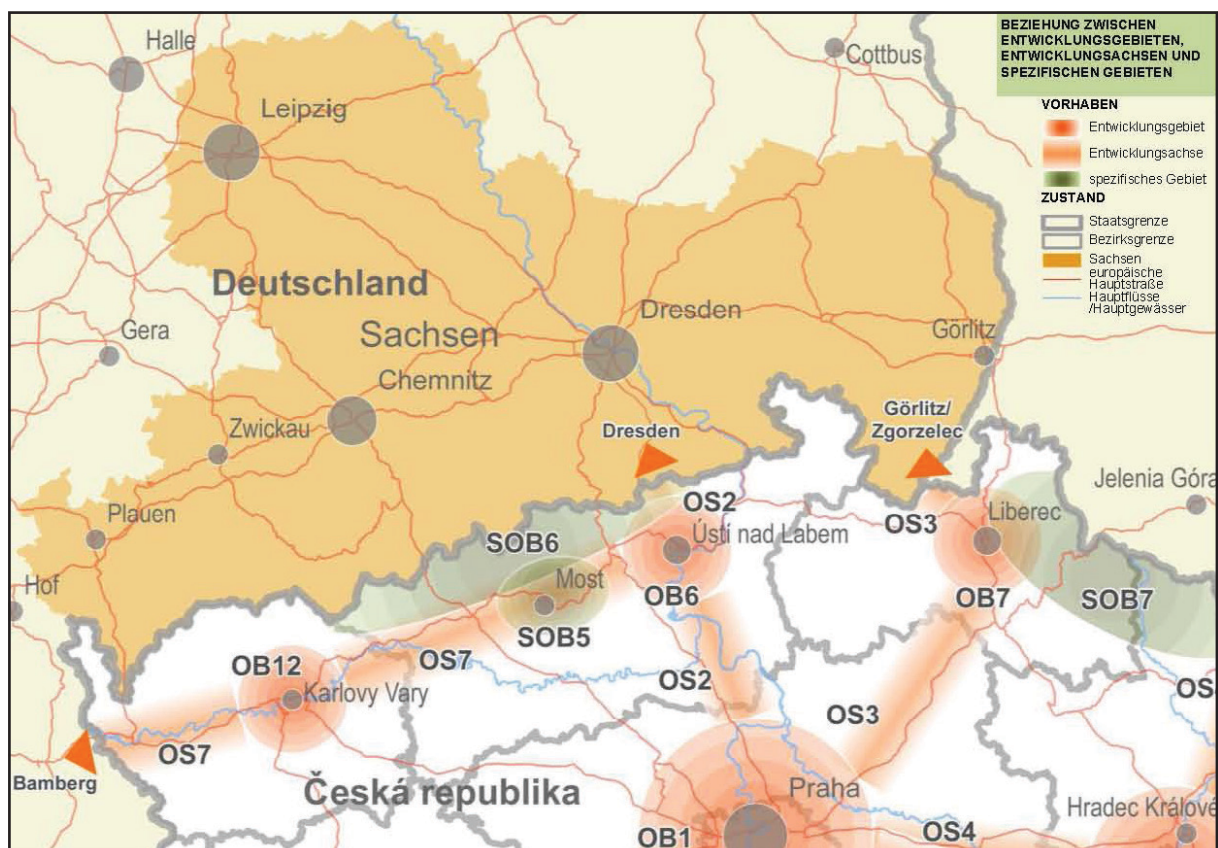 BEZIEHUNG ZWISCHEN
ENTWICKLUNGSGEBIETEN,
ENTWICKLUNGSACHSEN UND
SPEZIFISCHEN GEBIETEN
VORHABEN
Entwicklungsgebiet
Entwicklungsachse
spezifisches Gebiet
ZUSTAND
Staatsgrenze
Bezirksgrenze
Sachsen
europäische
Hauptstraße
Hauptflüsse
/Hauptgewässer
Halle
Cottbus
Leipzig
Deutschland
Dresden
Sachsen
Gera
Görlitz
Chemnitz
Zwickau
Dresden
Görlitz/
Zgorzelec
Jelenia Góra
Plauen
OS2
OS3
Liberec
SOB6
Ústí nad Labem
Hof
Most
OB6
OB7
SOB7
SOB5
OB12
OS7
OS2
Karlovy Vary
OS
OS3
OS7
Bamberg
Česká republika
Praha
Hradec Králové
OB1
OS4